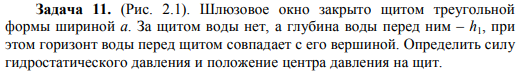 Задача 11. (Рис. 2.1). Шлюзовое окно закрыто щитом треугольной
формы шириной a. За щитом воды нет, а глубина воды перед ним – h1, при
этом горизонт воды перед щитом совпадает с его вершиной. Определить силу
гидростатического давления и положение центра давления на щит.